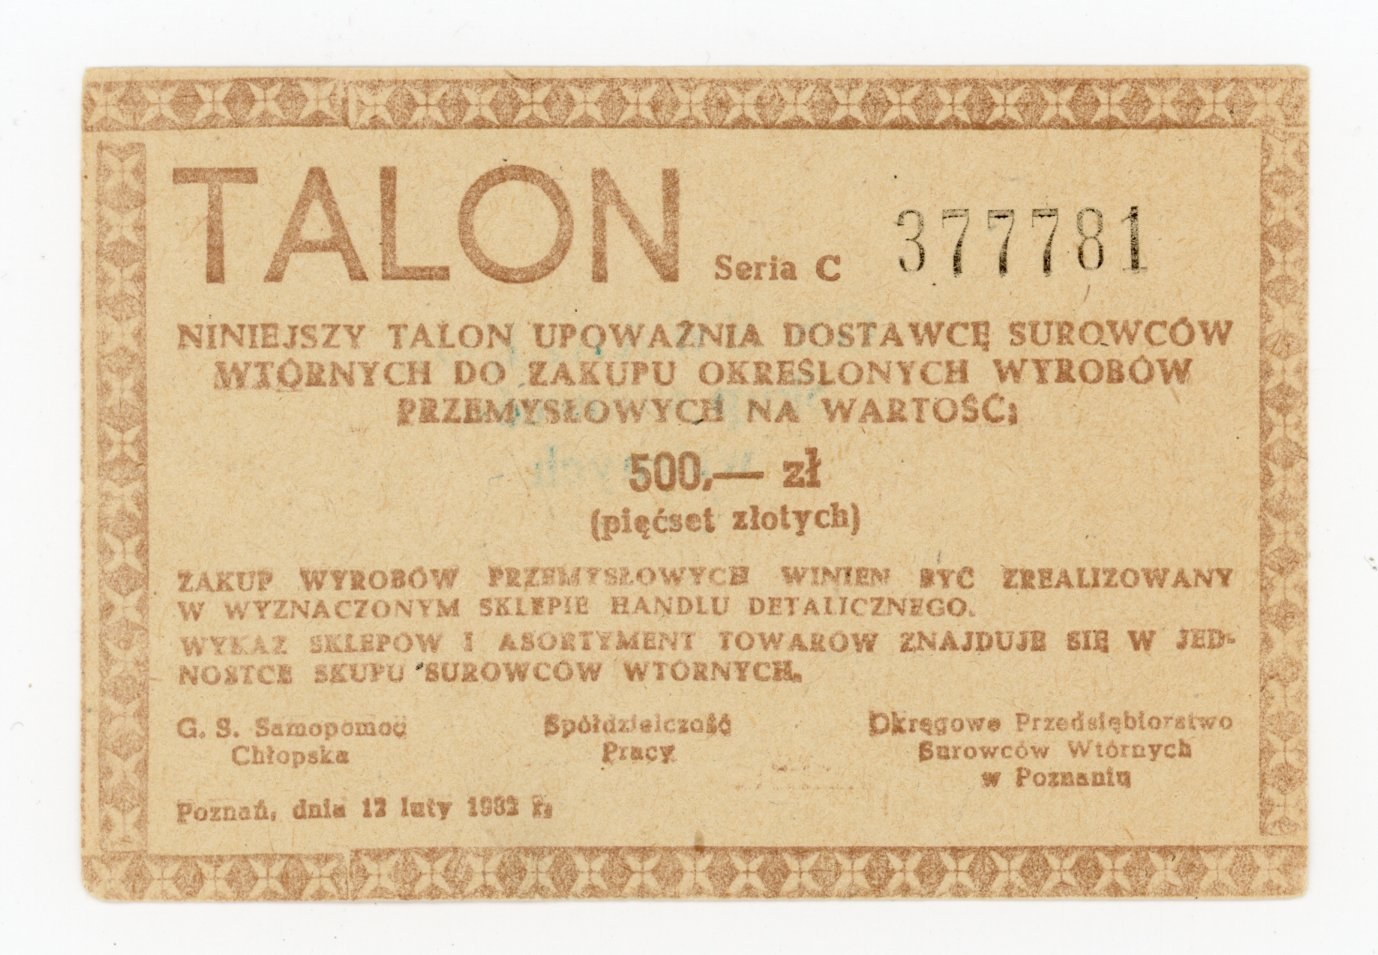 TALON Seria C 377781
NINIEJSZY TALON UPOWAŻNIA DOSTAWCĘ SUROWCÓW
WTÓRNYCH DO ZAKUPU OKREŚLONYCH WYROBÓW
PRZEMYSŁOWYCH NA WARTOŚĆ:
500,— zł
(pięćset złotych)
ZAKUP WYROBÓW PRZEMYSŁOWYCH WINIEN BYĆ ZREALIZOWANY
W WYZNACZONYM SKLEPIE HANDLU DETALICZNEGO.
WYKAZ SKLEPÓW I ASORTYMENT TOWARÓW ZNAJDUJE SIĘ W JED-
NOSTCE SKUPU SUROWCÓW WTÓRNYCH.
G. S. Samopomoc
Chłopska
Spółdzielczość
Pracy
Okręgowe Przedsiębiorstwo
Surowców Wtórnych
w Poznaniu
Poznań, dnia 12 luty 1982 r.